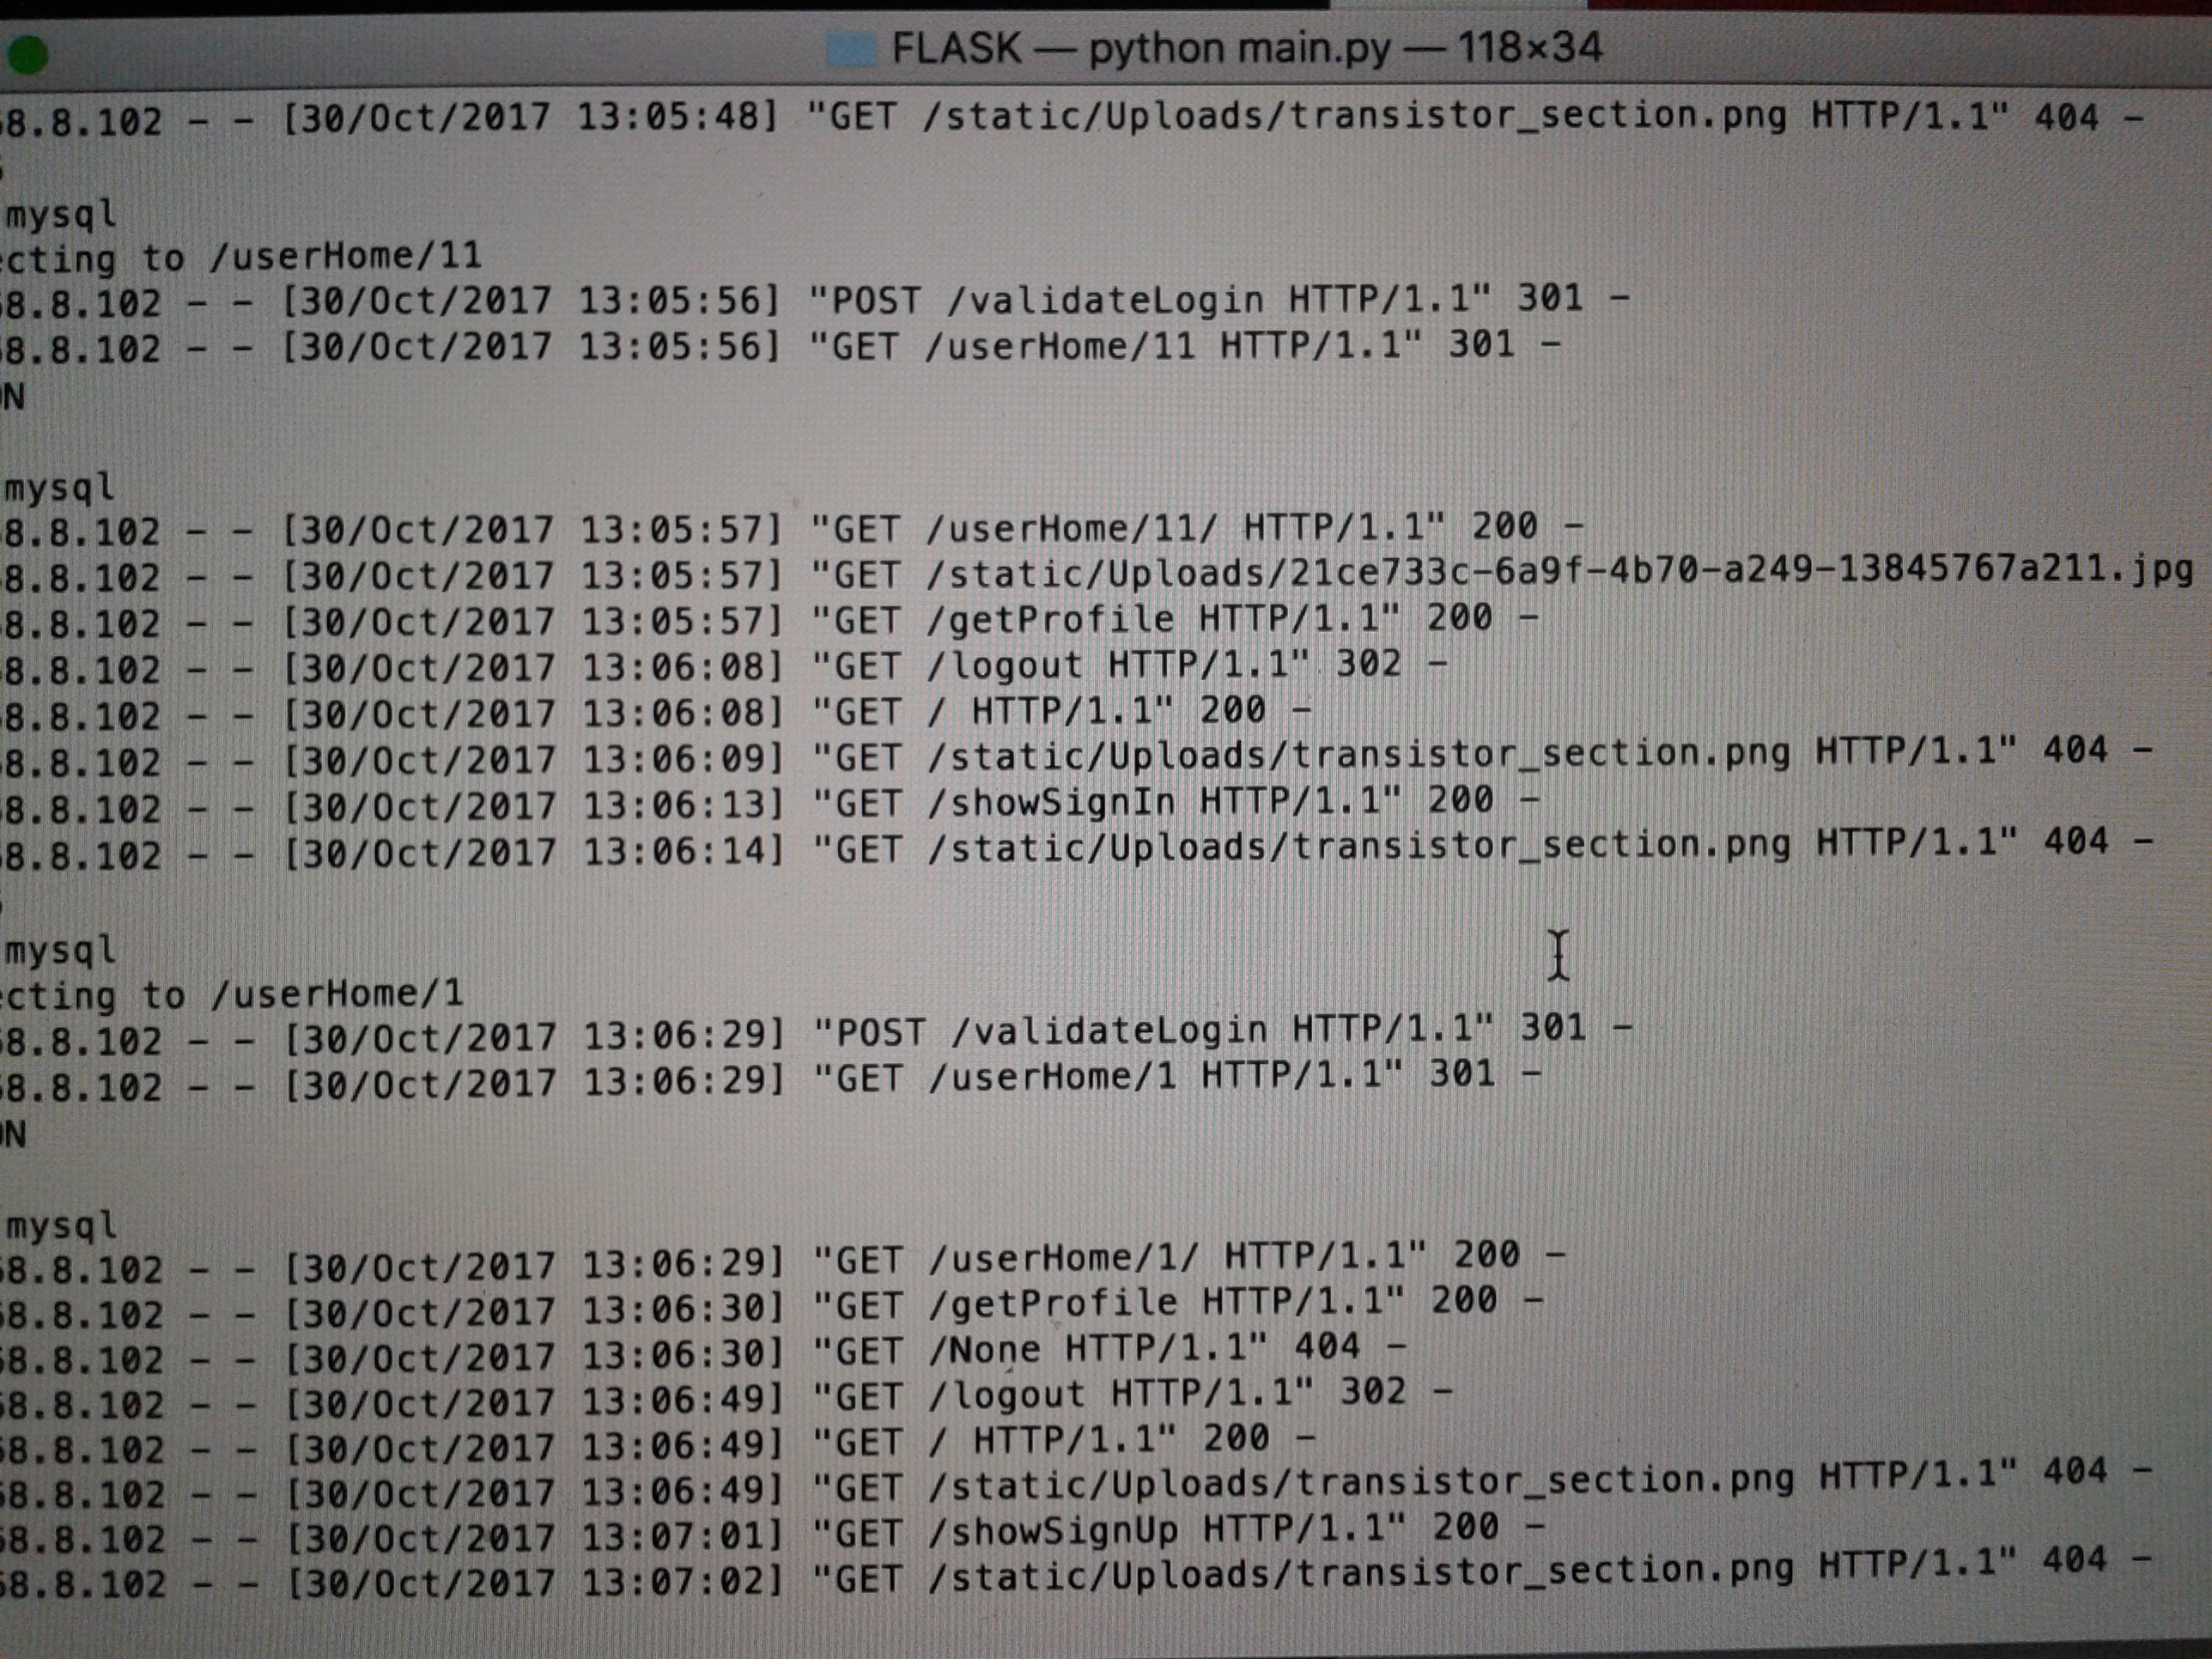 FLASK — python main.py — 118×34
8.8.102 - - [30/Oct/2017 13:05:48] "GET /static/Uploads/transistor_section.png HTTP/1.1" 404 -
mysql
cting to /userHome/11
8.8.102 - - [30/Oct/2017 13:05:56] "POST /validateLogin HTTP/1.1" 301 -
8.8.102 - - [30/Oct/2017 13:05:56] "GET /userHome/11 HTTP/1.1" 301 -
N
mysql
8.8.102 - - [30/Oct/2017 13:05:57] "GET /userHome/11/ HTTP/1.1" 200 -
8.8.102 - - [30/Oct/2017 13:05:57] "GET /static/Uploads/21ce733c-6a9f-4b70-a249-13845767a211.jpg
8.8.102 - - [30/Oct/2017 13:05:57] "GET /getProfile HTTP/1.1" 200 -
8.8.102 - - [30/Oct/2017 13:06:08] "GET /logout HTTP/1.1" 302 -
8.8.102 - - [30/Oct/2017 13:06:08] "GET / HTTP/1.1" 200 -
8.8.102 - - [30/Oct/2017 13:06:09] "GET /static/Uploads/transistor_section.png HTTP/1.1" 404 -
8.8.102 - - [30/Oct/2017 13:06:13] "GET /showSignIn HTTP/1.1" 200 -
8.8.102 - - [30/Oct/2017 13:06:14] "GET /static/Uploads/transistor_section.png HTTP/1.1" 404 -
mysql
cting to /userHome/1
8.8.102 - - [30/Oct/2017 13:06:29] "POST /validateLogin HTTP/1.1" 301 -
8.8.102 - - [30/Oct/2017 13:06:29] "GET /userHome/1 HTTP/1.1" 301 -
N
mysql
8.8.102 - - [30/Oct/2017 13:06:29] "GET /userHome/1/ HTTP/1.1" 200 -
8.8.102 - - [30/Oct/2017 13:06:30] "GET /getProfile HTTP/1.1" 200 -
8.8.102 - - [30/Oct/2017 13:06:30] "GET /None HTTP/1.1" 404 -
8.8.102 - - [30/Oct/2017 13:06:49] "GET /logout HTTP/1.1" 302 -
8.8.102 - - [30/Oct/2017 13:06:49] "GET / HTTP/1.1" 200 -
8.8.102 - - [30/Oct/2017 13:06:49] "GET /static/Uploads/transistor_section.png HTTP/1.1" 404 -
8.8.102 - - [30/Oct/2017 13:07:01] "GET /showSignUp HTTP/1.1" 200 -
8.8.102 - - [30/Oct/2017 13:07:02] "GET /static/Uploads/transistor_section.png HTTP/1.1" 404 -